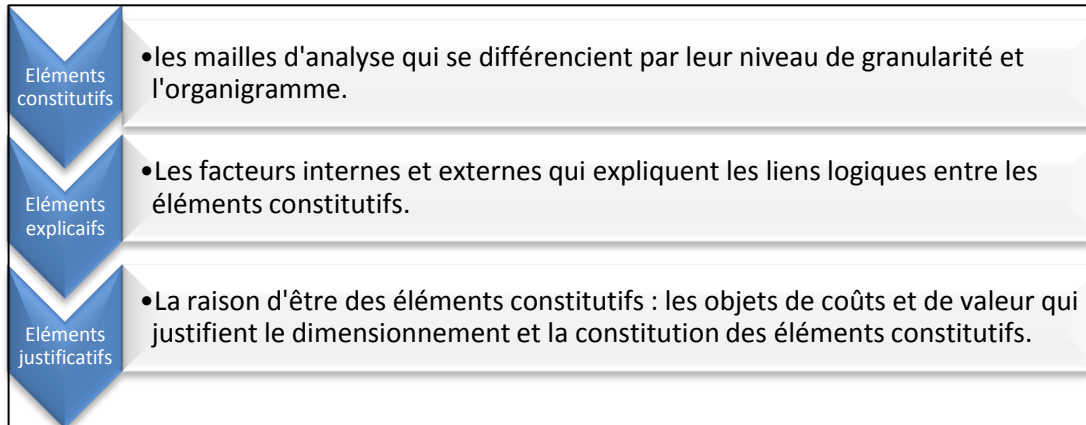 Eléments
constitutifs
•les mailles d'analyse qui se différencient par leur niveau de granularité et
l'organigramme.
Eléments
explicaifs
•Les facteurs internes et externes qui expliquent les liens logiques entre les
éléments constitutifs.
Eléments
justificatifs
•La raison d'être des éléments constitutifs : les objets de coûts et de valeur qui
justifient le dimensionnement et la constitution des éléments constitutifs.